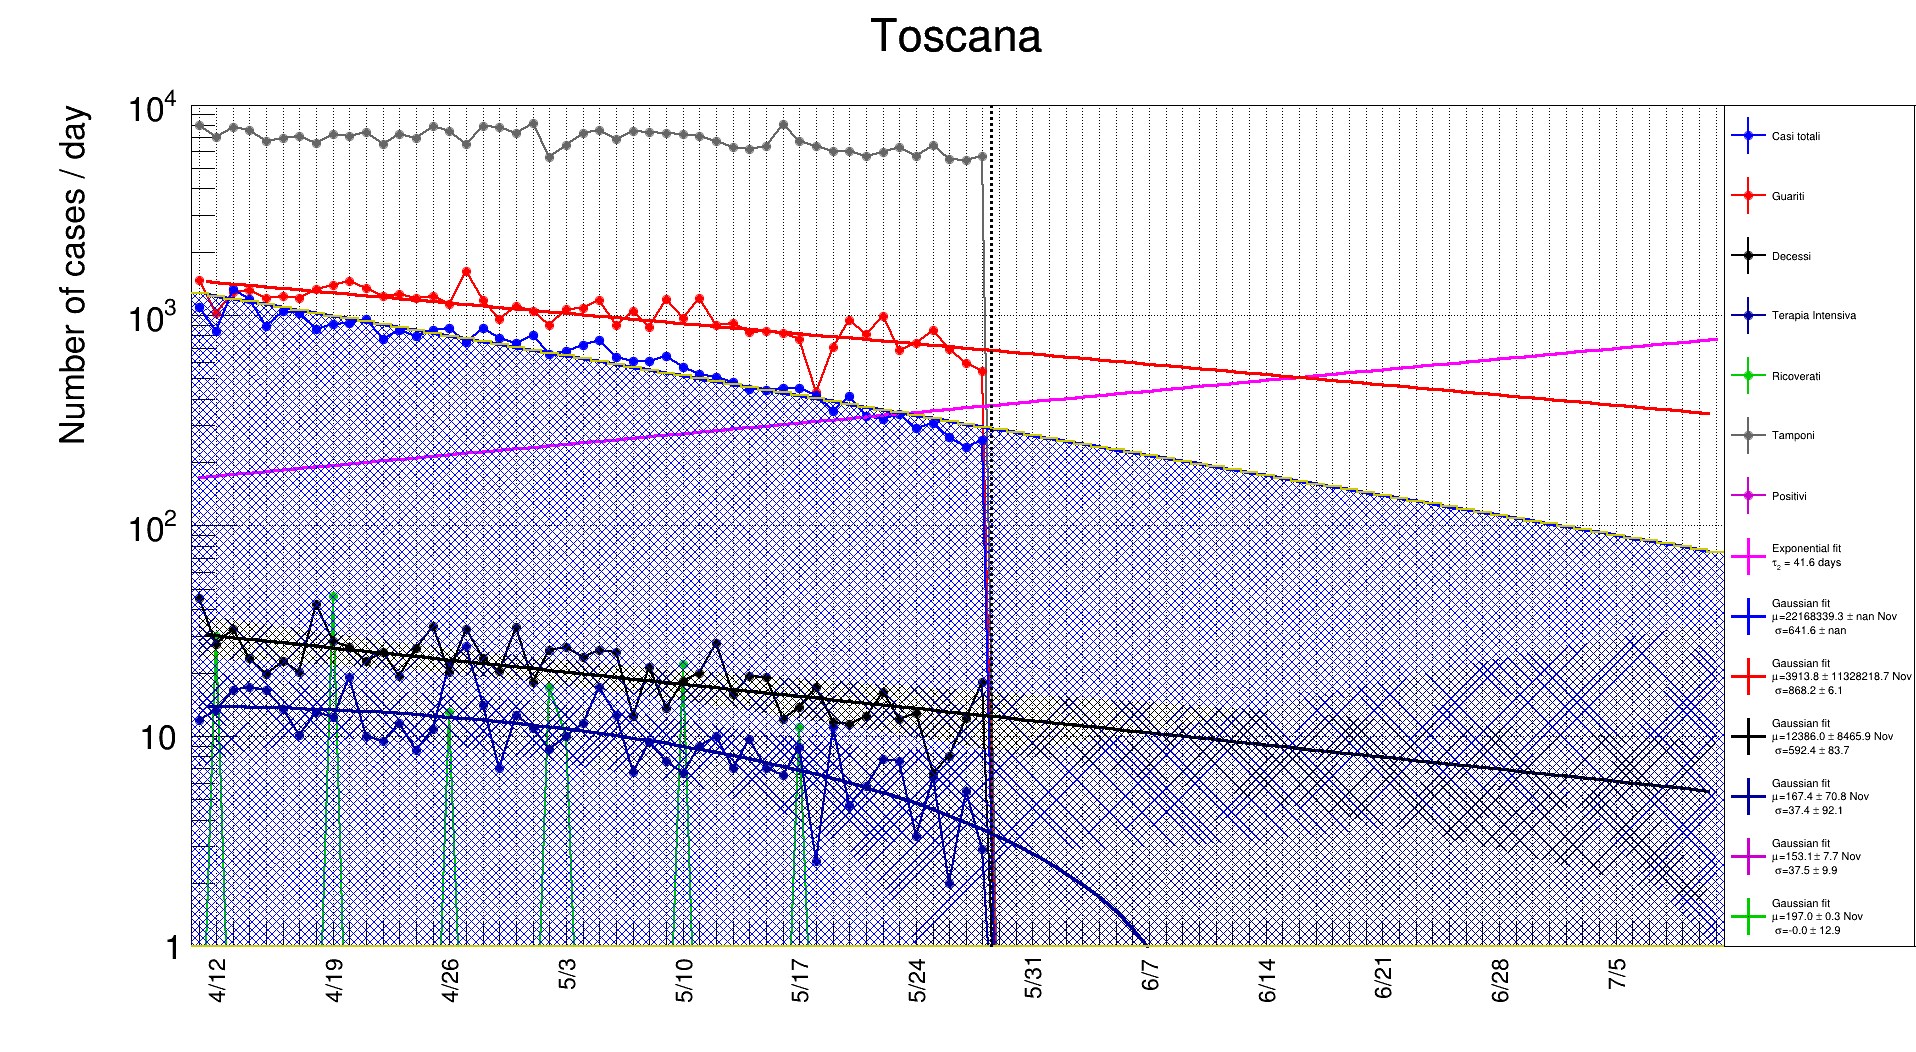 Toscana
Number of cases / day
10^4
10^3
10^2
10
1
4/12
4/19
4/26
5/3
5/10
5/17
5/24
5/31
6/7
6/14
6/21
6/28
7/5
Casi totali
Guariti
Decessi
Terapia Intensiva
Ricoverati
Tamponi
Positivi
Exponential fit
τ2 = 41.6 days
Gaussian fit
μ=22168339.3 ± nan Nov
σ=641.6 ± nan
Gaussian fit
μ=3913.8 ± 11328218.7 Nov
σ=868.2 ± 6.1
Gaussian fit
μ=12386.0 ± 8465.9 Nov
σ=592.4 ± 83.7
Gaussian fit
μ=167.4 ± 70.8 Nov
σ=37.4 ± 92.1
Gaussian fit
μ=153.1 ± 7.7 Nov
σ=37.5 ± 9.9
Gaussian fit
μ=197.0 ± 0.3 Nov
σ=-0.0 ± 12.9